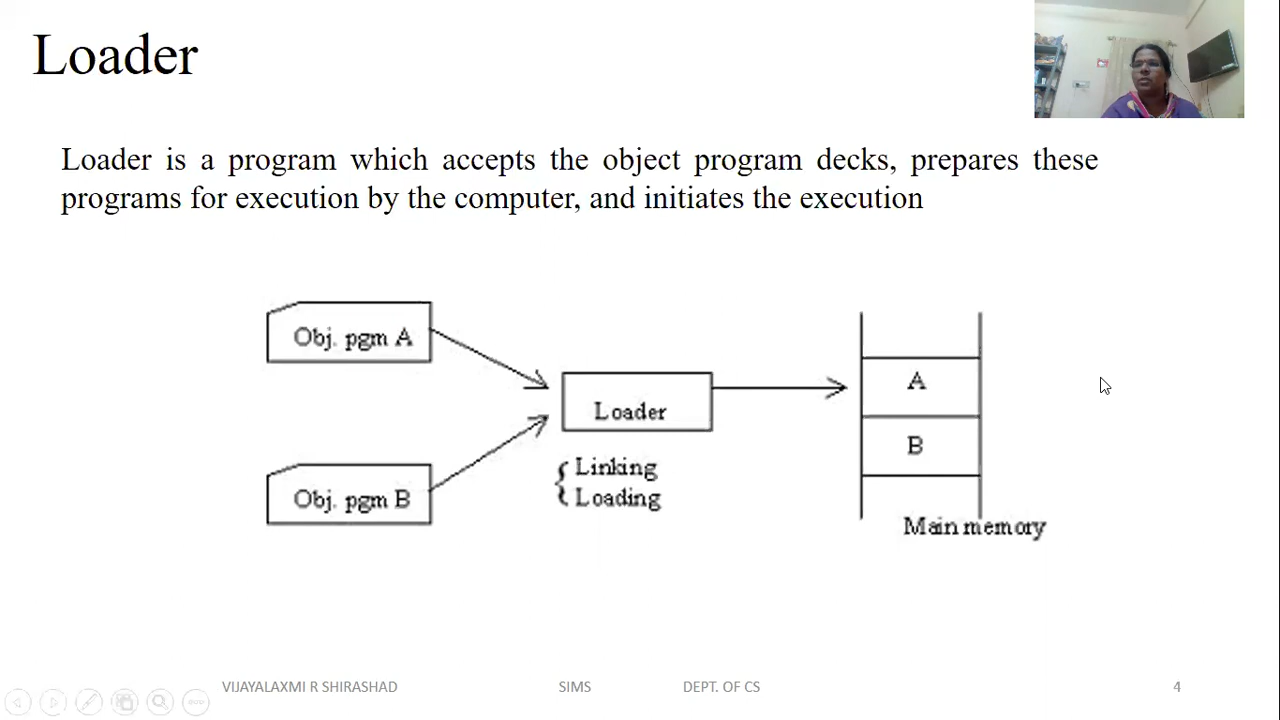 Loader
Loader is a program which accepts the object program decks, prepares these
programs for execution by the computer, and initiates the execution
Obj. pgm A
Loader
A
B
Linking
Obj. pgm B
Loading
Main memory
VIJAYALAXMI R SHIRASHAD SIMS DEPT. OF CS 4